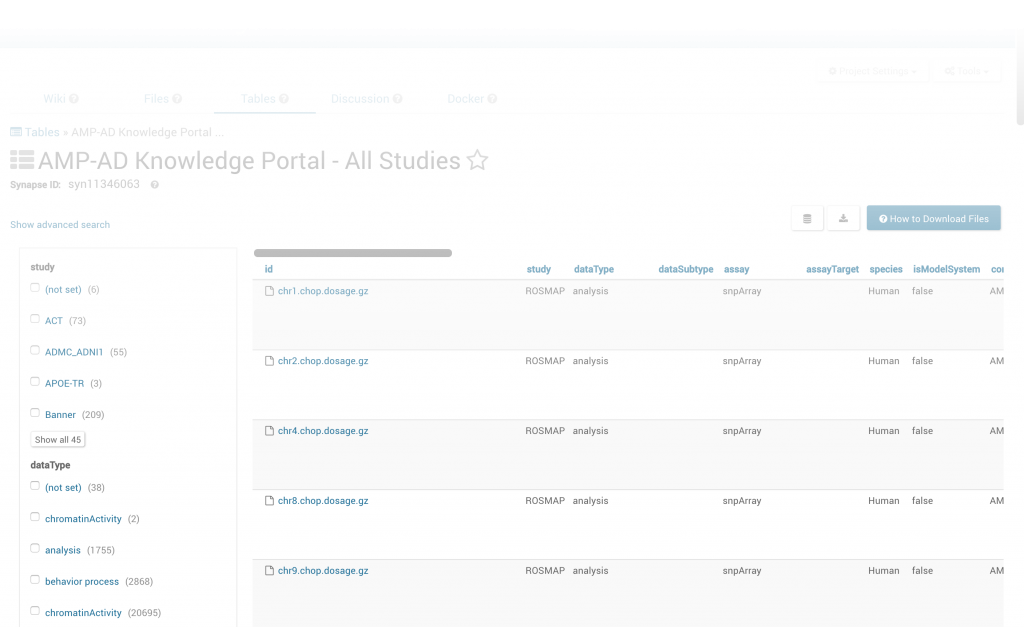 Project Settings Tools
Wiki Files Tables Discussion Docker
Tables » AMP-AD Knowledge Portal ...
AMP-AD Knowledge Portal - All Studies
Synapse ID: syn11346063
Show advanced search
How to Download Files
study
(not set) (6)
ACT (73)
ADMC_ADNI1 (55)
APOE-TR (3)
Banner (209)
Show all 45
dataType
(not set) (38)
chromatinActivity (2)
analysis (1755)
behavior process (2868)
chromatinActivity (20695)
id study dataType dataSubtype assay assayTarget species isModelSystem con
chr1.chop.dosage.gz ROSMAP analysis snpArray Human false AM
chr2.chop.dosage.gz ROSMAP analysis snpArray Human false AM
chr4.chop.dosage.gz ROSMAP analysis snpArray Human false AM
chr8.chop.dosage.gz ROSMAP analysis snpArray Human false AM
chr9.chop.dosage.gz ROSMAP analysis snpArray Human false AM